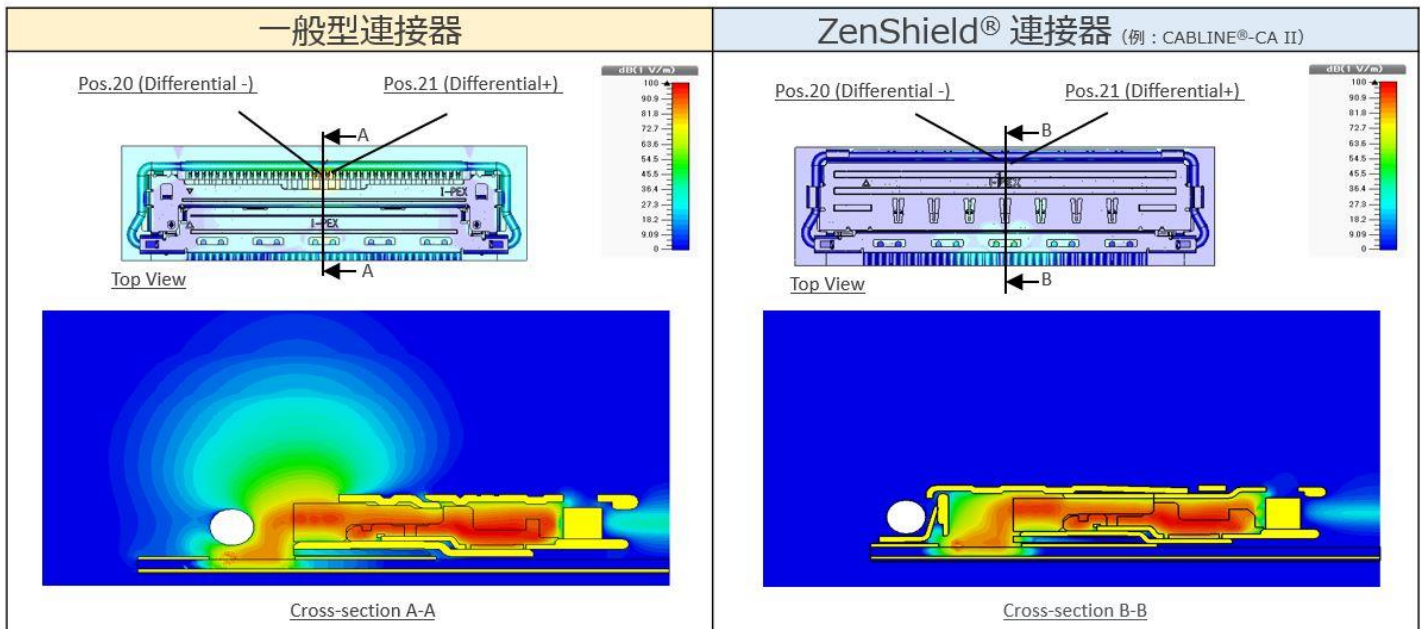 一般型連接器
Pos.20 (Differential -)
Pos.21 (Differential+)
dB(1 V/m)
100
90.9
81.8
72.7
63.6
54.5
45.5
36.4
27.3
18.2
9.09
0
A
I-PEX
I-PEX
A
Top View
Cross-section A-A
ZenShield® 連接器 (例：CABLINE®-CA II)
Pos.20 (Differential -)
Pos.21 (Differential+)
dB(1 V/m)
100
90.9
81.8
72.7
63.6
54.5
45.5
36.4
27.3
18.2
9.09
0
B
I-PEX
B
Top View
Cross-section B-B